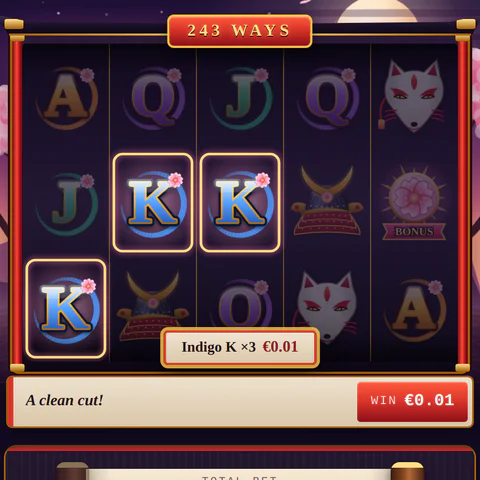 243 WAYS
A Q J Q
J K K BONUS
K Q A
Indigo K ×3 €0.01
A clean cut! WIN €0.01
TOTAL BET